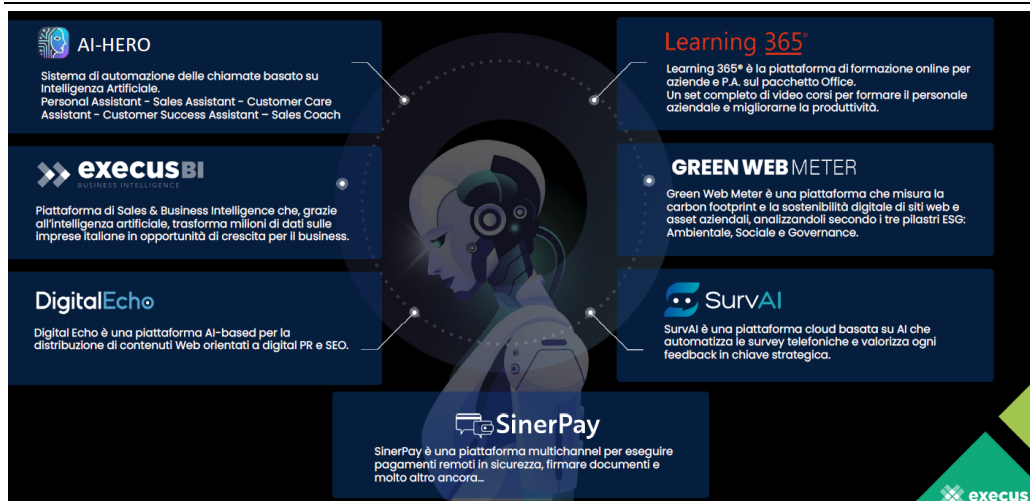 AI-HERO
Sistema di automazione delle chiamate basato su
Intelligenza Artificiale.
Personal Assistant - Sales Assistant - Customer Care
Assistant - Customer Success Assistant – Sales Coach
Learning 365®
Learning 365® è la piattaforma di formazione online per
aziende e P.A. sul pacchetto Office.
Un set completo di video corsi per formare il personale
aziendale e migliorarne la produttività.
execusBI
BUSINESS INTELLIGENCE
Piattaforma di Sales & Business Intelligence che, grazie
all'intelligenza artificiale, trasforma milioni di dati sulle
imprese italiane in opportunità di crescita per il business.
GREEN WEB METER
Green Web Meter è una piattaforma che misura la
carbon footprint e la sostenibilità digitale di siti web e
asset aziendali, analizzandoli secondo i tre pilastri ESG:
Ambientale, Sociale e Governance.
DigitalEcho
Digital Echo è una piattaforma AI-based per la
distribuzione di contenuti Web orientati a digital PR e SEO.
SurvAI
SurvAI è una piattaforma cloud basata su AI che
automatizza le survey telefoniche e valorizza ogni
feedback in chiave strategica.
SinerPay
SinerPay è una piattaforma multichannel per eseguire
pagamenti remoti in sicurezza, firmare documenti e
molto altro ancora...
execus